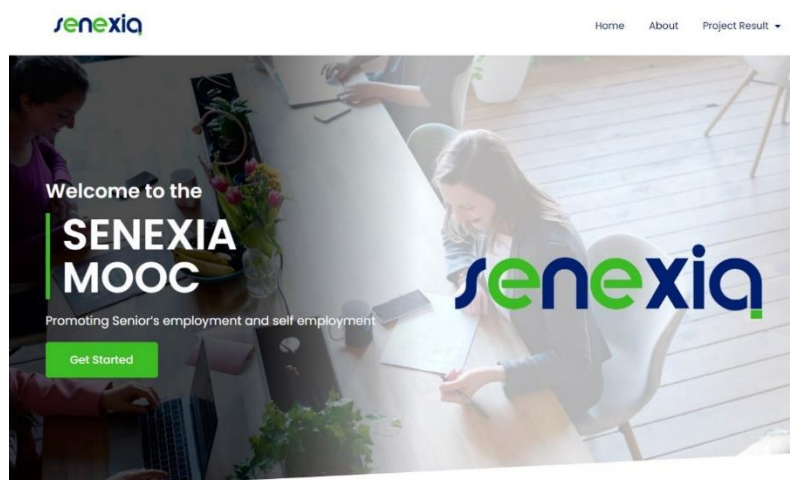 senexia
Home About Project Result
Welcome to the
SENEXIA
MOOC
Promoting Senior's employment and self employment
Get Started
senexia